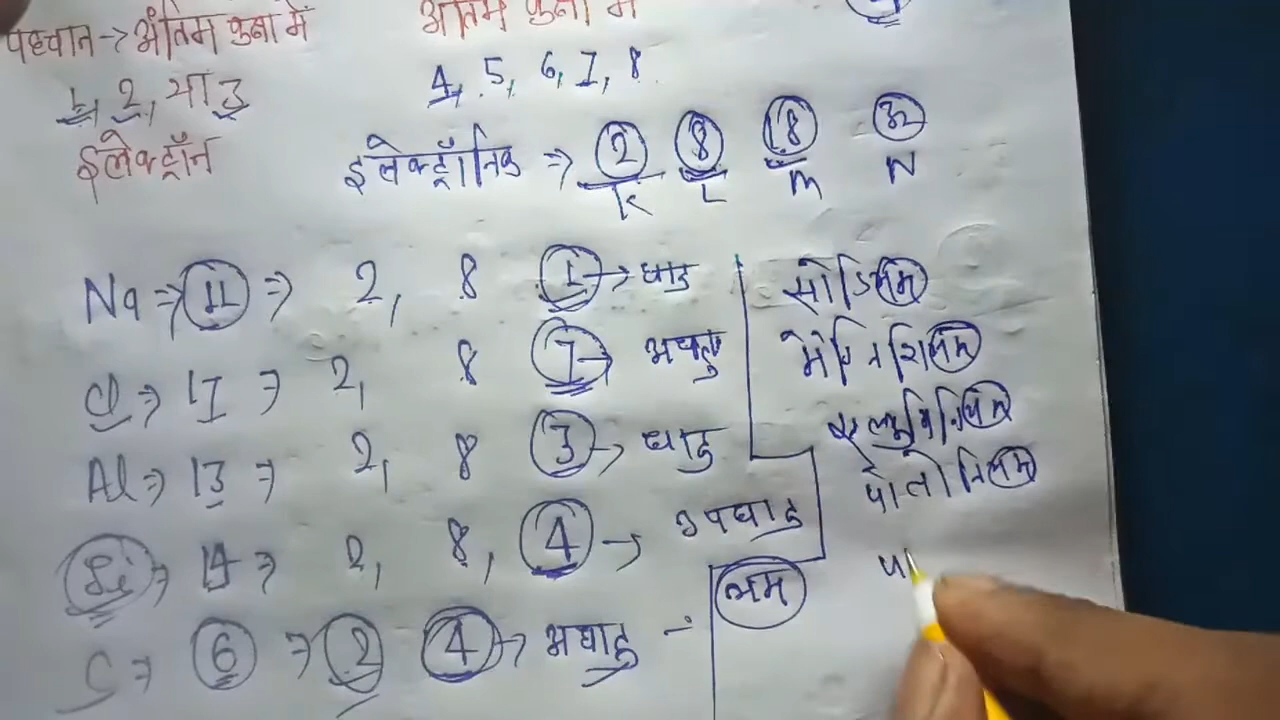 पहचान → अंतिम कक्षा में
1, 2, या 3
इलेक्ट्रॉन
अंतिम कक्षा में
4, 5, 6, 7, 8
इलेक्ट्रॉनिक ⇒ 2 8 18 32
K L M N
Na ⇒ 11 ⇒ 2, 8 1 → धातु
Cl ⇒ 17 ⇒ 2, 8 7 → अधातु
Al ⇒ 13 ⇒ 2, 8 3 → धातु
Si ⇒ 14 ⇒ 2, 8, 4 → उपधातु
C ⇒ 6 ⇒ 2 4 → अधातु -
यम
सोडियम
मैग्निशियम
एल्युमिनियम
पोलोनियम